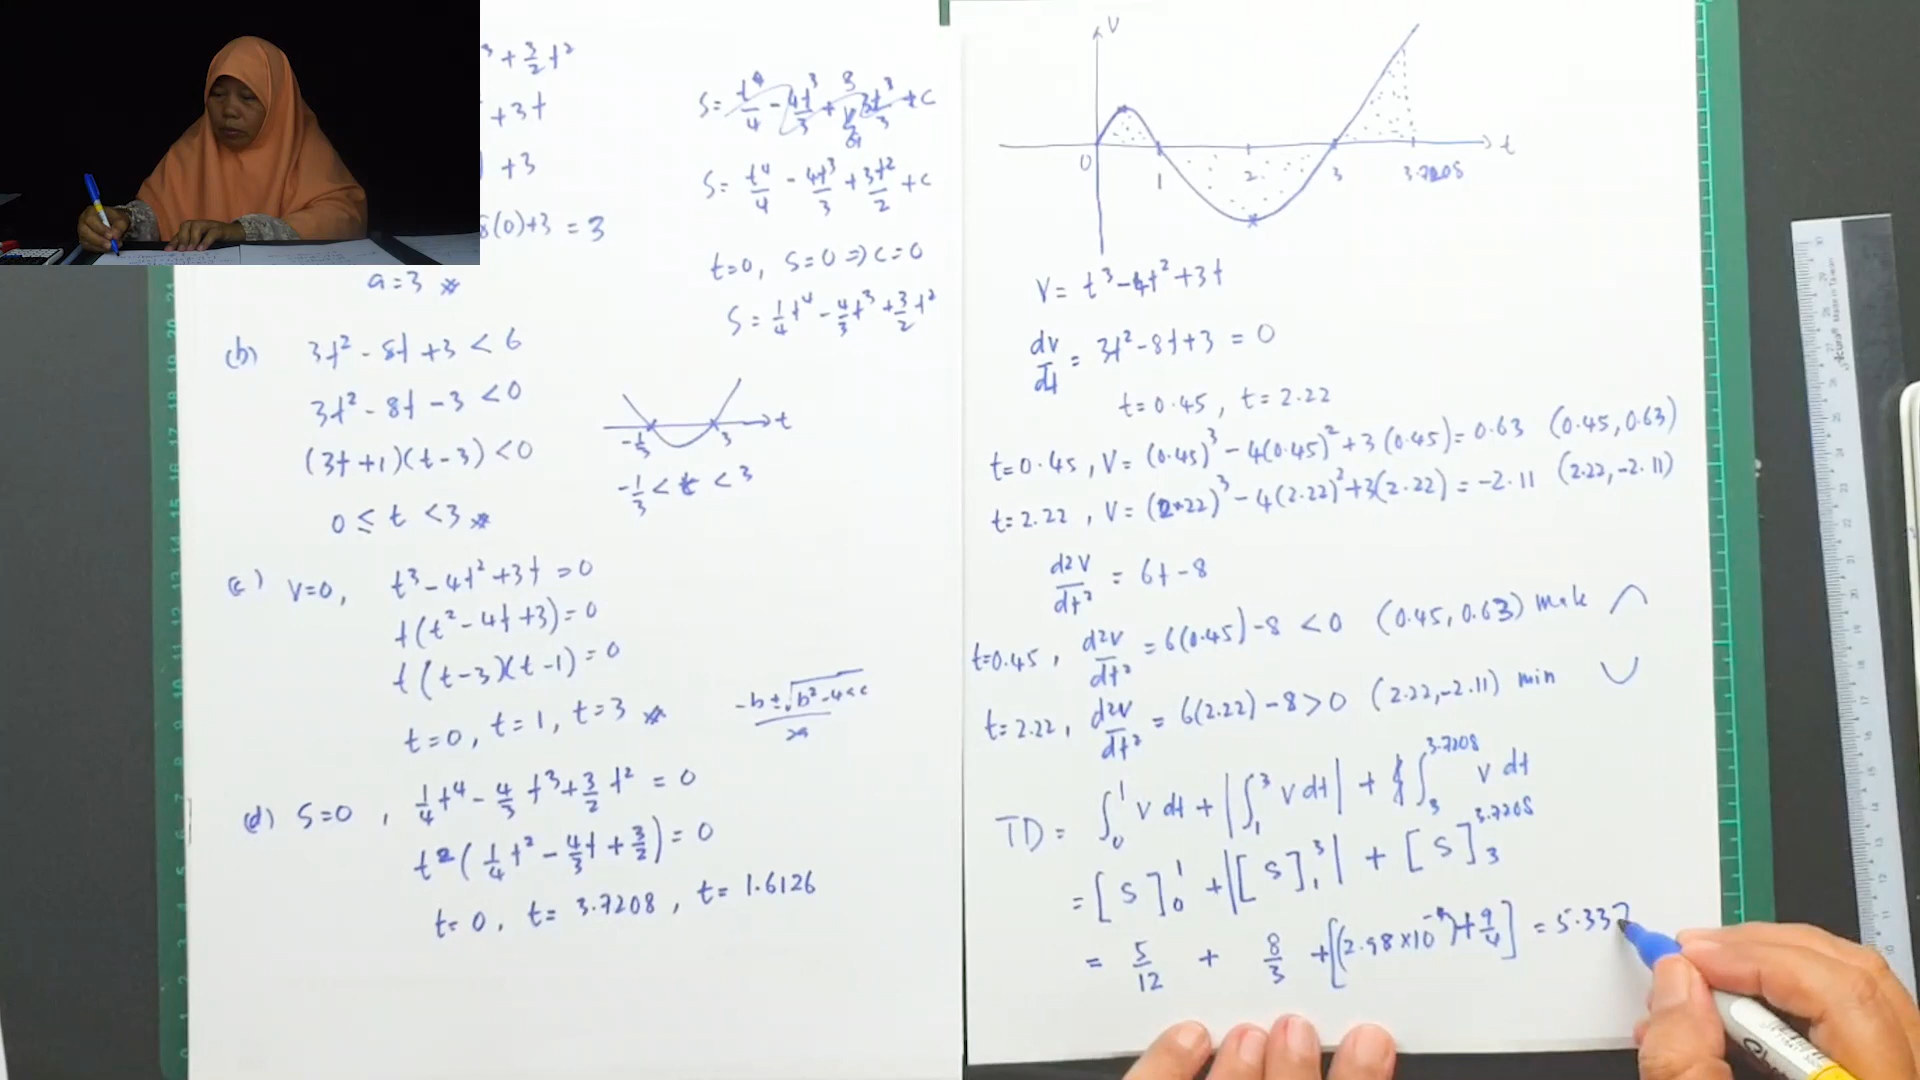 ³ + 3/2 t²
+ 3t
+ 3
8(0)+3 = 3
a = 3
(b) 3t² - 8t + 3 < 6
3t² - 8t - 3 < 0
(3t + 1)(t - 3) < 0
0 ≤ t < 3
-1/3 3 t
-1/3 < t < 3
(c) V=0, t³ - 4t² + 3t = 0
t(t² - 4t + 3) = 0
t(t - 3)(t - 1) = 0
t=0, t=1, t=3
(d) S=0, 1/4 t⁴ - 4/3 t³ + 3/2 t² = 0
t²(1/4 t² - 4/3 t + 3/2) = 0
t = 0, t = 3.7208, t = 1.6126
S = t⁴/4 - 4t³/3 + 3t²/2 + c
t=0, S=0 => c=0
S = 1/4 t⁴ - 4/3 t³ + 3/2 t²
V
0 1 2 3 3.7208 t
V = t³ - 4t² + 3t
dv/dt = 3t² - 8t + 3 = 0
t = 0.45, t = 2.22
t = 0.45, V = (0.45)³ - 4(0.45)² + 3(0.45) = 0.63 (0.45, 0.63)
t = 2.22, V = (2.22)³ - 4(2.22)² + 3(2.22) = -2.11 (2.22, -2.11)
d²v/dt² = 6t - 8
t=0.45, d²v/dt² = 6(0.45) - 8 < 0 (0.45, 0.63) mak
t = 2.22, d²v/dt² = 6(2.22) - 8 > 0 (2.22, -2.11) min
TD = ∫₀¹ v dt + |∫₁³ v dt| + ∫₃^3.7208 v dt
= [S]₀¹ + |[S]₁³| + [S]₃^3.7208
= 5/12 + 8/3 + [(2.98×10⁻⁴) + 9/4] = 5.33